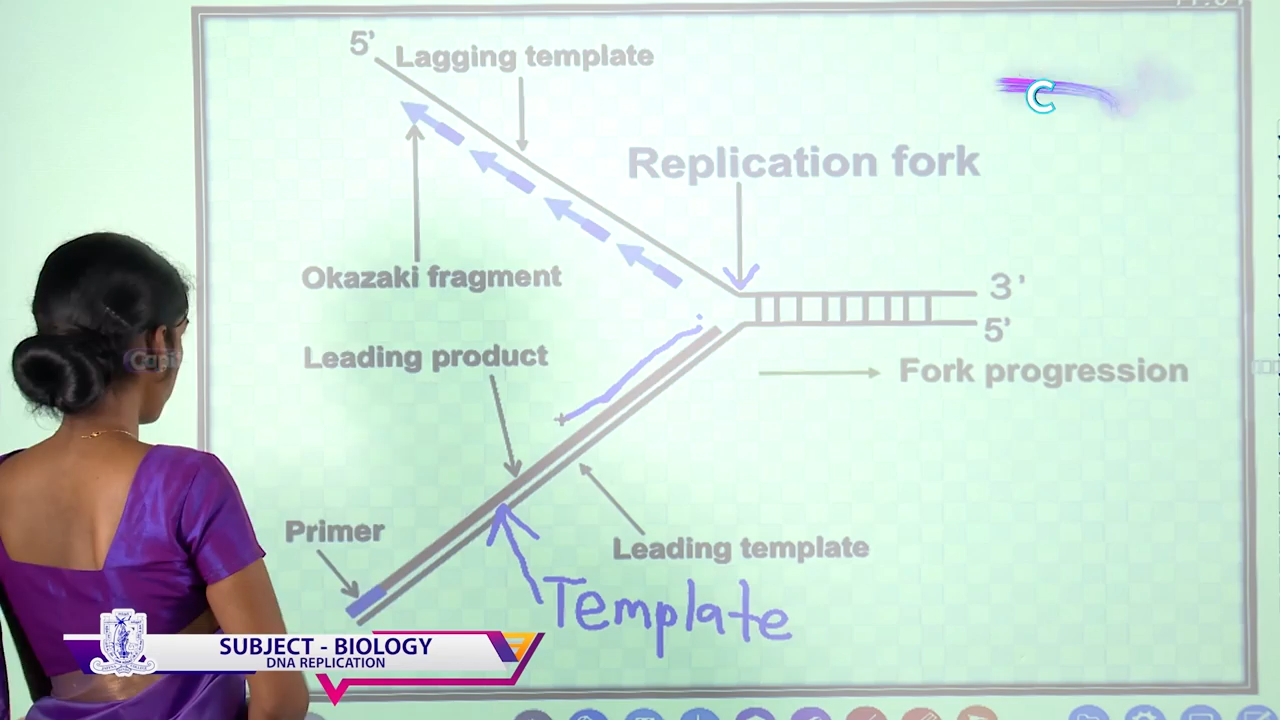 5'
Lagging template
C
Replication fork
Okazaki fragment
3'
5'
Leading product
Fork progression
Primer
Leading template
Template
SUBJECT - BIOLOGY
DNA REPLICATION